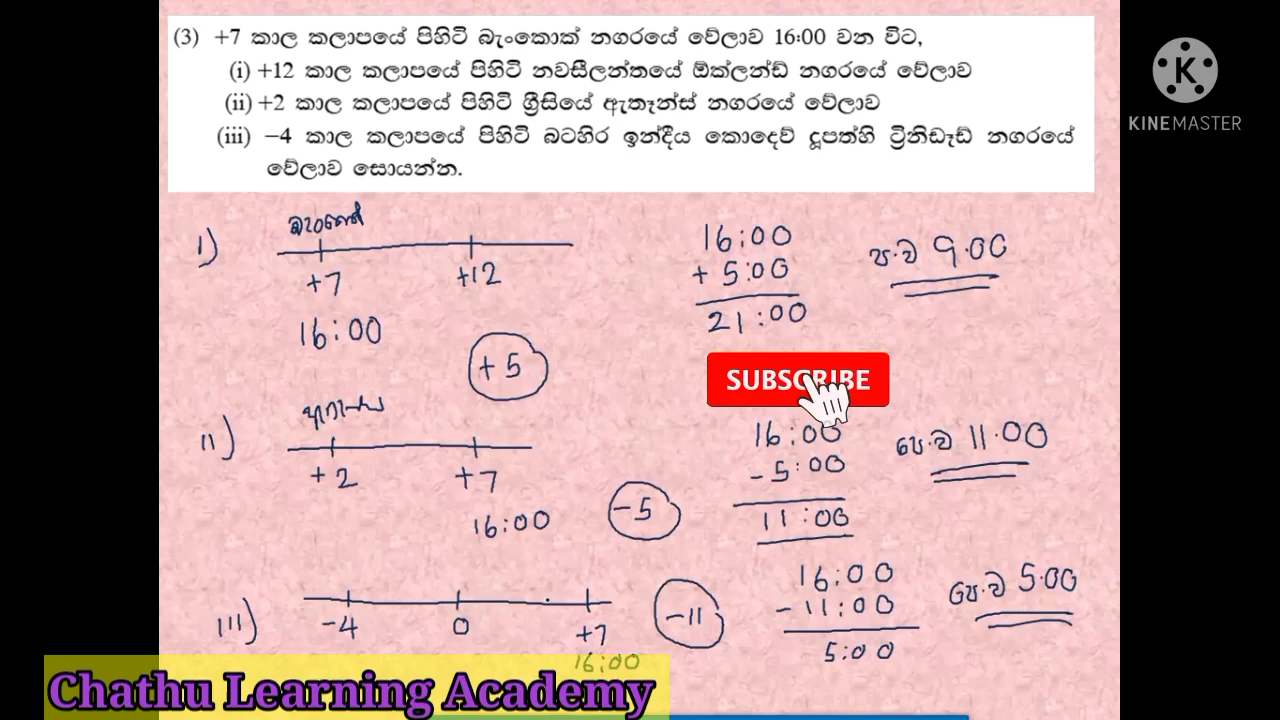 (3) +7 කාල කලාපයේ පිහිටි බැංකොක් නගරයේ වේලාව 16:00 වන විට,
(i) +12 කාල කලාපයේ පිහිටි නවසීලන්තයේ ඕක්ලන්ඩ් නගරයේ වේලාව
(ii) +2 කාල කලාපයේ පිහිටි ග්‍රීසියේ ඇතැන්ස් නගරයේ වේලාව
(iii) −4 කාල කලාපයේ පිහිටි බටහිර ඉන්දීය කොදෙව් දූපත්හි ට්‍රිනිඩෑඩ් නගරයේ
වේලාව සොයන්න.
KINEMASTER
I)
+7 +12
16:00
+5
16:00
+ 5:00
21:00
ප.ව 9.00
SUBSCRIBE
II)
+2 +7
16:00
-5
16:00
- 5:00
11:00
පෙ.ව 11.00
III)
-4 0 +7
16:00
-11
16:00
- 11:00
5:00
පෙ.ව 5.00
Chathu Learning Academy